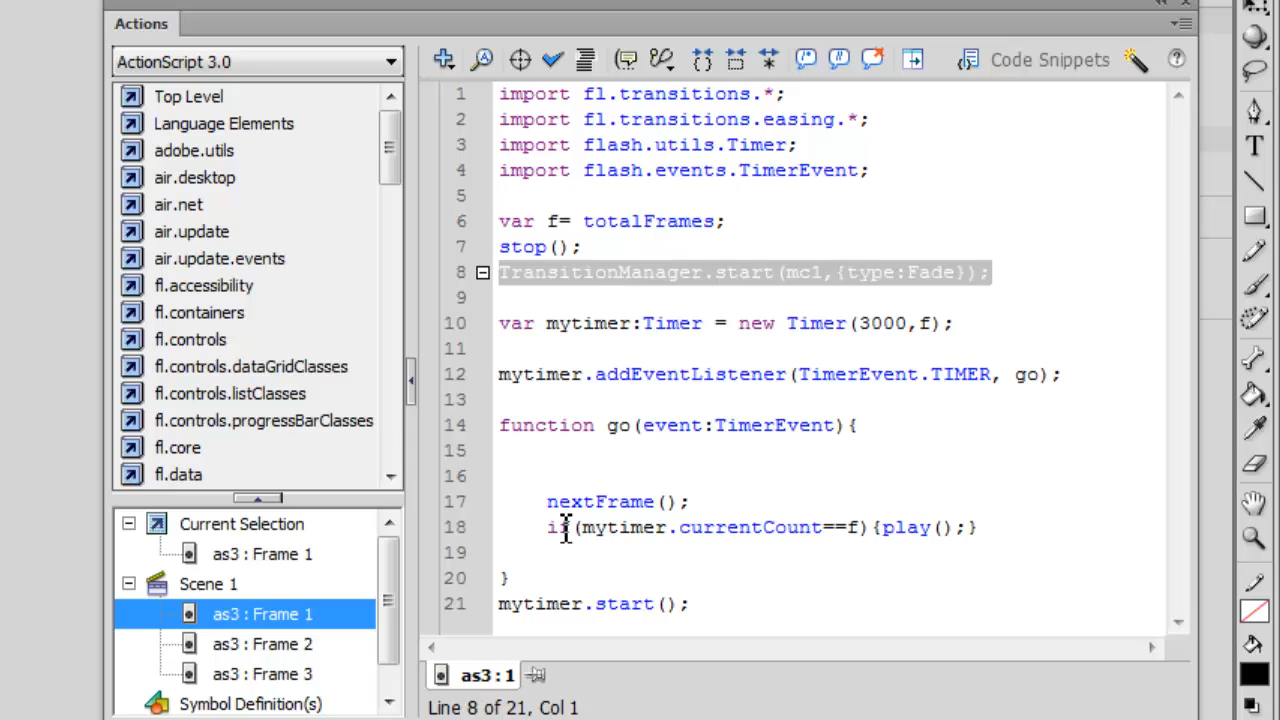 Actions
ActionScript 3.0
Code Snippets
Top Level
Language Elements
adobe.utils
air.desktop
air.net
air.update
air.update.events
fl.accessibility
fl.containers
fl.controls
fl.controls.dataGridClasses
fl.controls.listClasses
fl.controls.progressBarClasses
fl.core
fl.data
Current Selection
as3 : Frame 1
Scene 1
as3 : Frame 1
as3 : Frame 2
as3 : Frame 3
Symbol Definition(s)
1 import fl.transitions.*;
2 import fl.transitions.easing.*;
3 import flash.utils.Timer;
4 import flash.events.TimerEvent;
5
6 var f= totalFrames;
7 stop();
8 TransitionManager.start(mc1,{type:Fade});
9
10 var mytimer:Timer = new Timer(3000,f);
11
12 mytimer.addEventListener(TimerEvent.TIMER, go);
13
14 function go(event:TimerEvent){
15
16
17 nextFrame();
18 if(mytimer.currentCount==f){play();}
19
20 }
21 mytimer.start();
as3:1
Line 8 of 21, Col 1